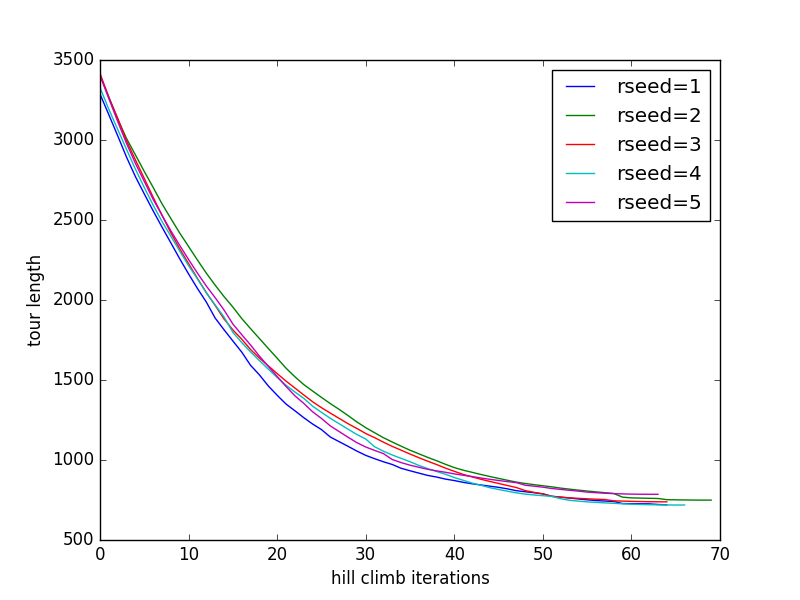 3500
3000
2500
2000
1500
1000
500
tour length
0 10 20 30 40 50 60 70
hill climb iterations
rseed=1
rseed=2
rseed=3
rseed=4
rseed=5